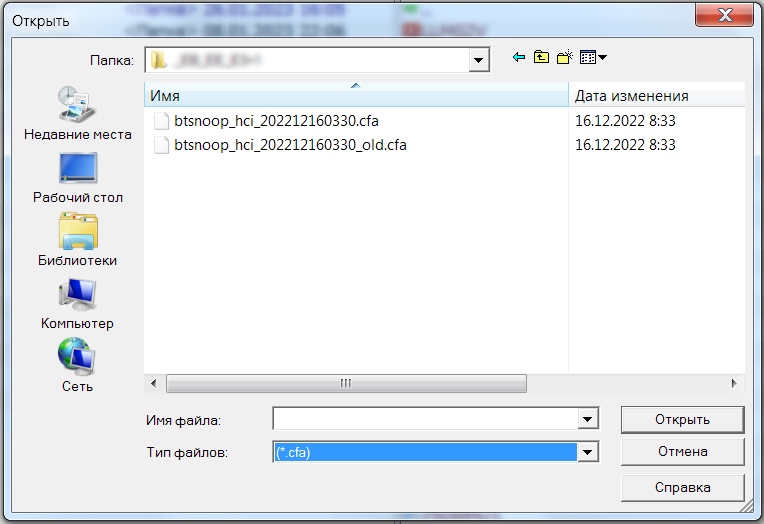 Открыть
Папка:
Имя
Дата изменения
btsnoop_hci_202212160330.cfa
16.12.2022 8:33
btsnoop_hci_202212160330_old.cfa
16.12.2022 8:33
Недавние места
Рабочий стол
Библиотеки
Компьютер
Сеть
Имя файла:
Открыть
Тип файлов:
(*.cfa)
Отмена
Справка